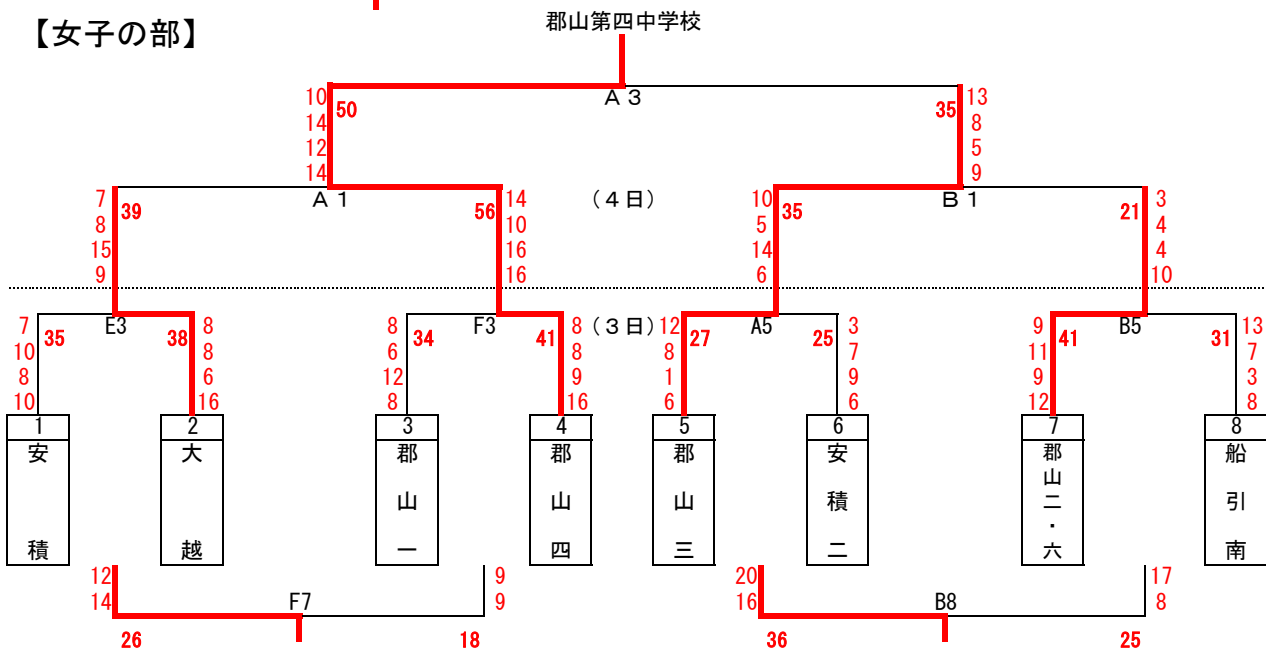 郡山第四中学校
【女子の部】
10 50 A3 35 13
14 8
12 5
14 9
7 39 A1 56 14 (4日) 10 35 B1 21 3
8 10 5 4
15 16 14 4
9 16 6 10
7 35 E3 38 8 8 34 F3 41 8 (3日) 12 27 A5 25 3 9 41 B5 31 13
10 8 6 8 8 7 11 7
8 6 12 9 1 9 9 3
10 16 8 16 6 6 12 8
1 2 3 4 5 6 7 8
安積
大越
郡山一
郡山四
郡山三
安積二
郡山二・六
船引南
12 9 20 17
14 F7 9 16 B8 8
26 18 36 25